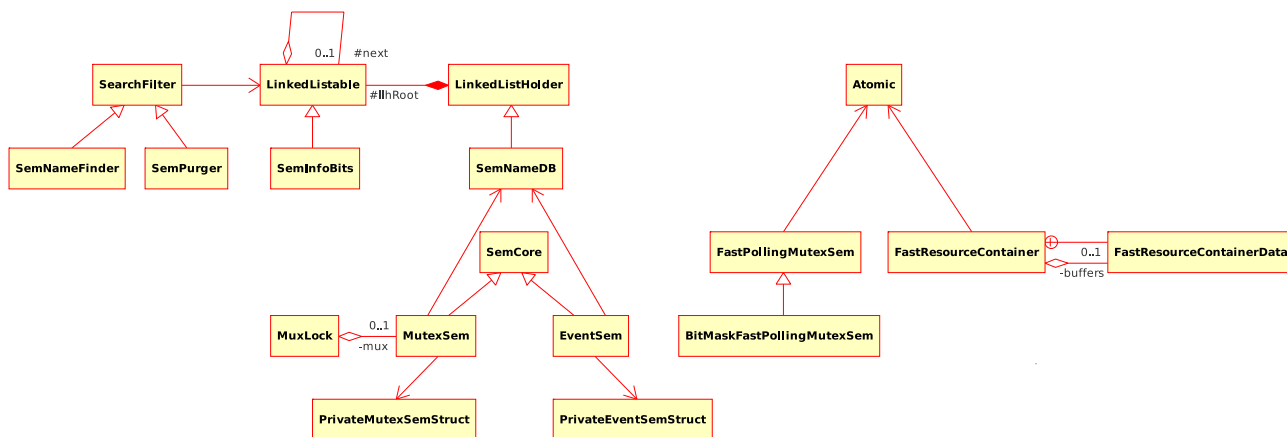 0..1
#next
SearchFilter
LinkedListable
LinkedListHolder
Atomic
#llhRoot
SemNameFinder
SemPurger
SemInfoBits
SemNameDB
SemCore
FastPollingMutexSem
FastResourceContainer
0..1
FastResourceContainerData
-buffers
MuxLock
0..1
-mux
MutexSem
EventSem
BitMaskFastPollingMutexSem
PrivateMutexSemStruct
PrivateEventSemStruct